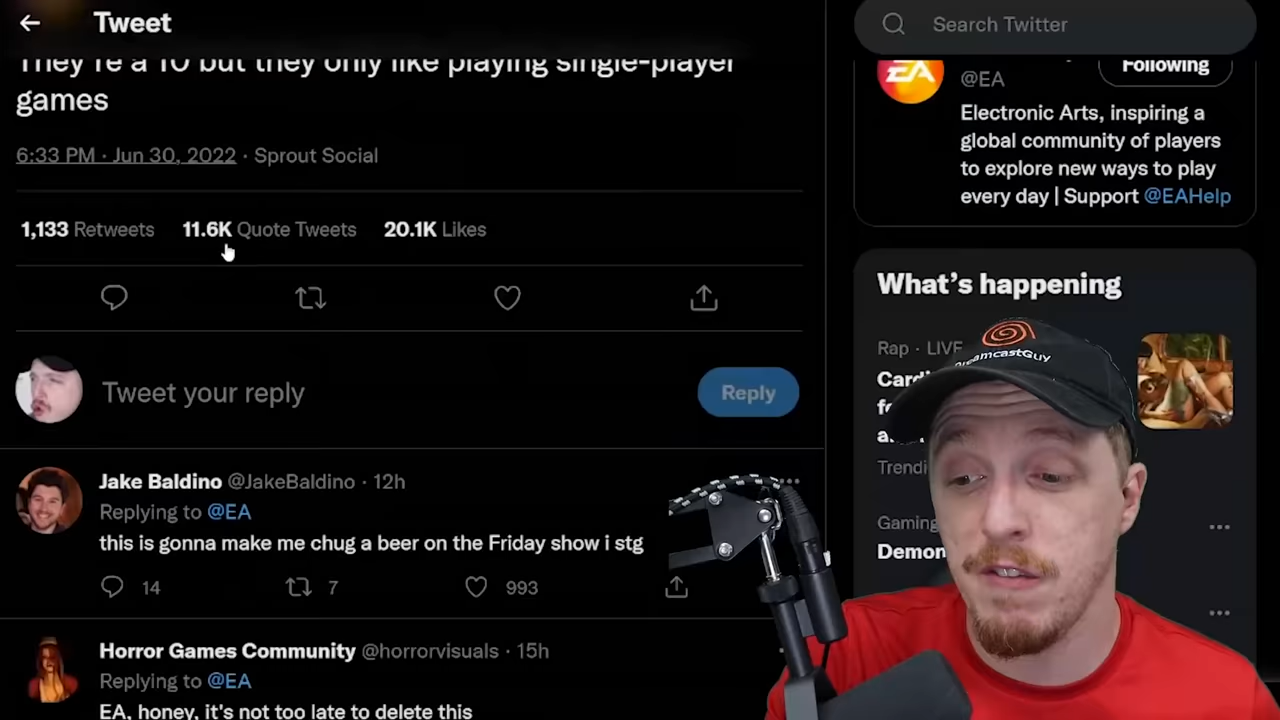 Tweet
They're a 10 but they only like playing single-player
games
6:33 PM · Jun 30, 2022 · Sprout Social
1,133 Retweets 11.6K Quote Tweets 20.1K Likes
Tweet your reply
Reply
Jake Baldino @JakeBaldino · 12h
Replying to @EA
this is gonna make me chug a beer on the Friday show i stg
14 7 993
Horror Games Community @horrorvisuals · 15h
Replying to @EA
EA, honey, it's not too late to delete this
Search Twitter
EA
@EA
Following
Electronic Arts, inspiring a
global community of players
to explore new ways to play
every day | Support @EAHelp
What's happening
Rap · LIVE
Trendi
Gaming
Demon
DreamcastGuy